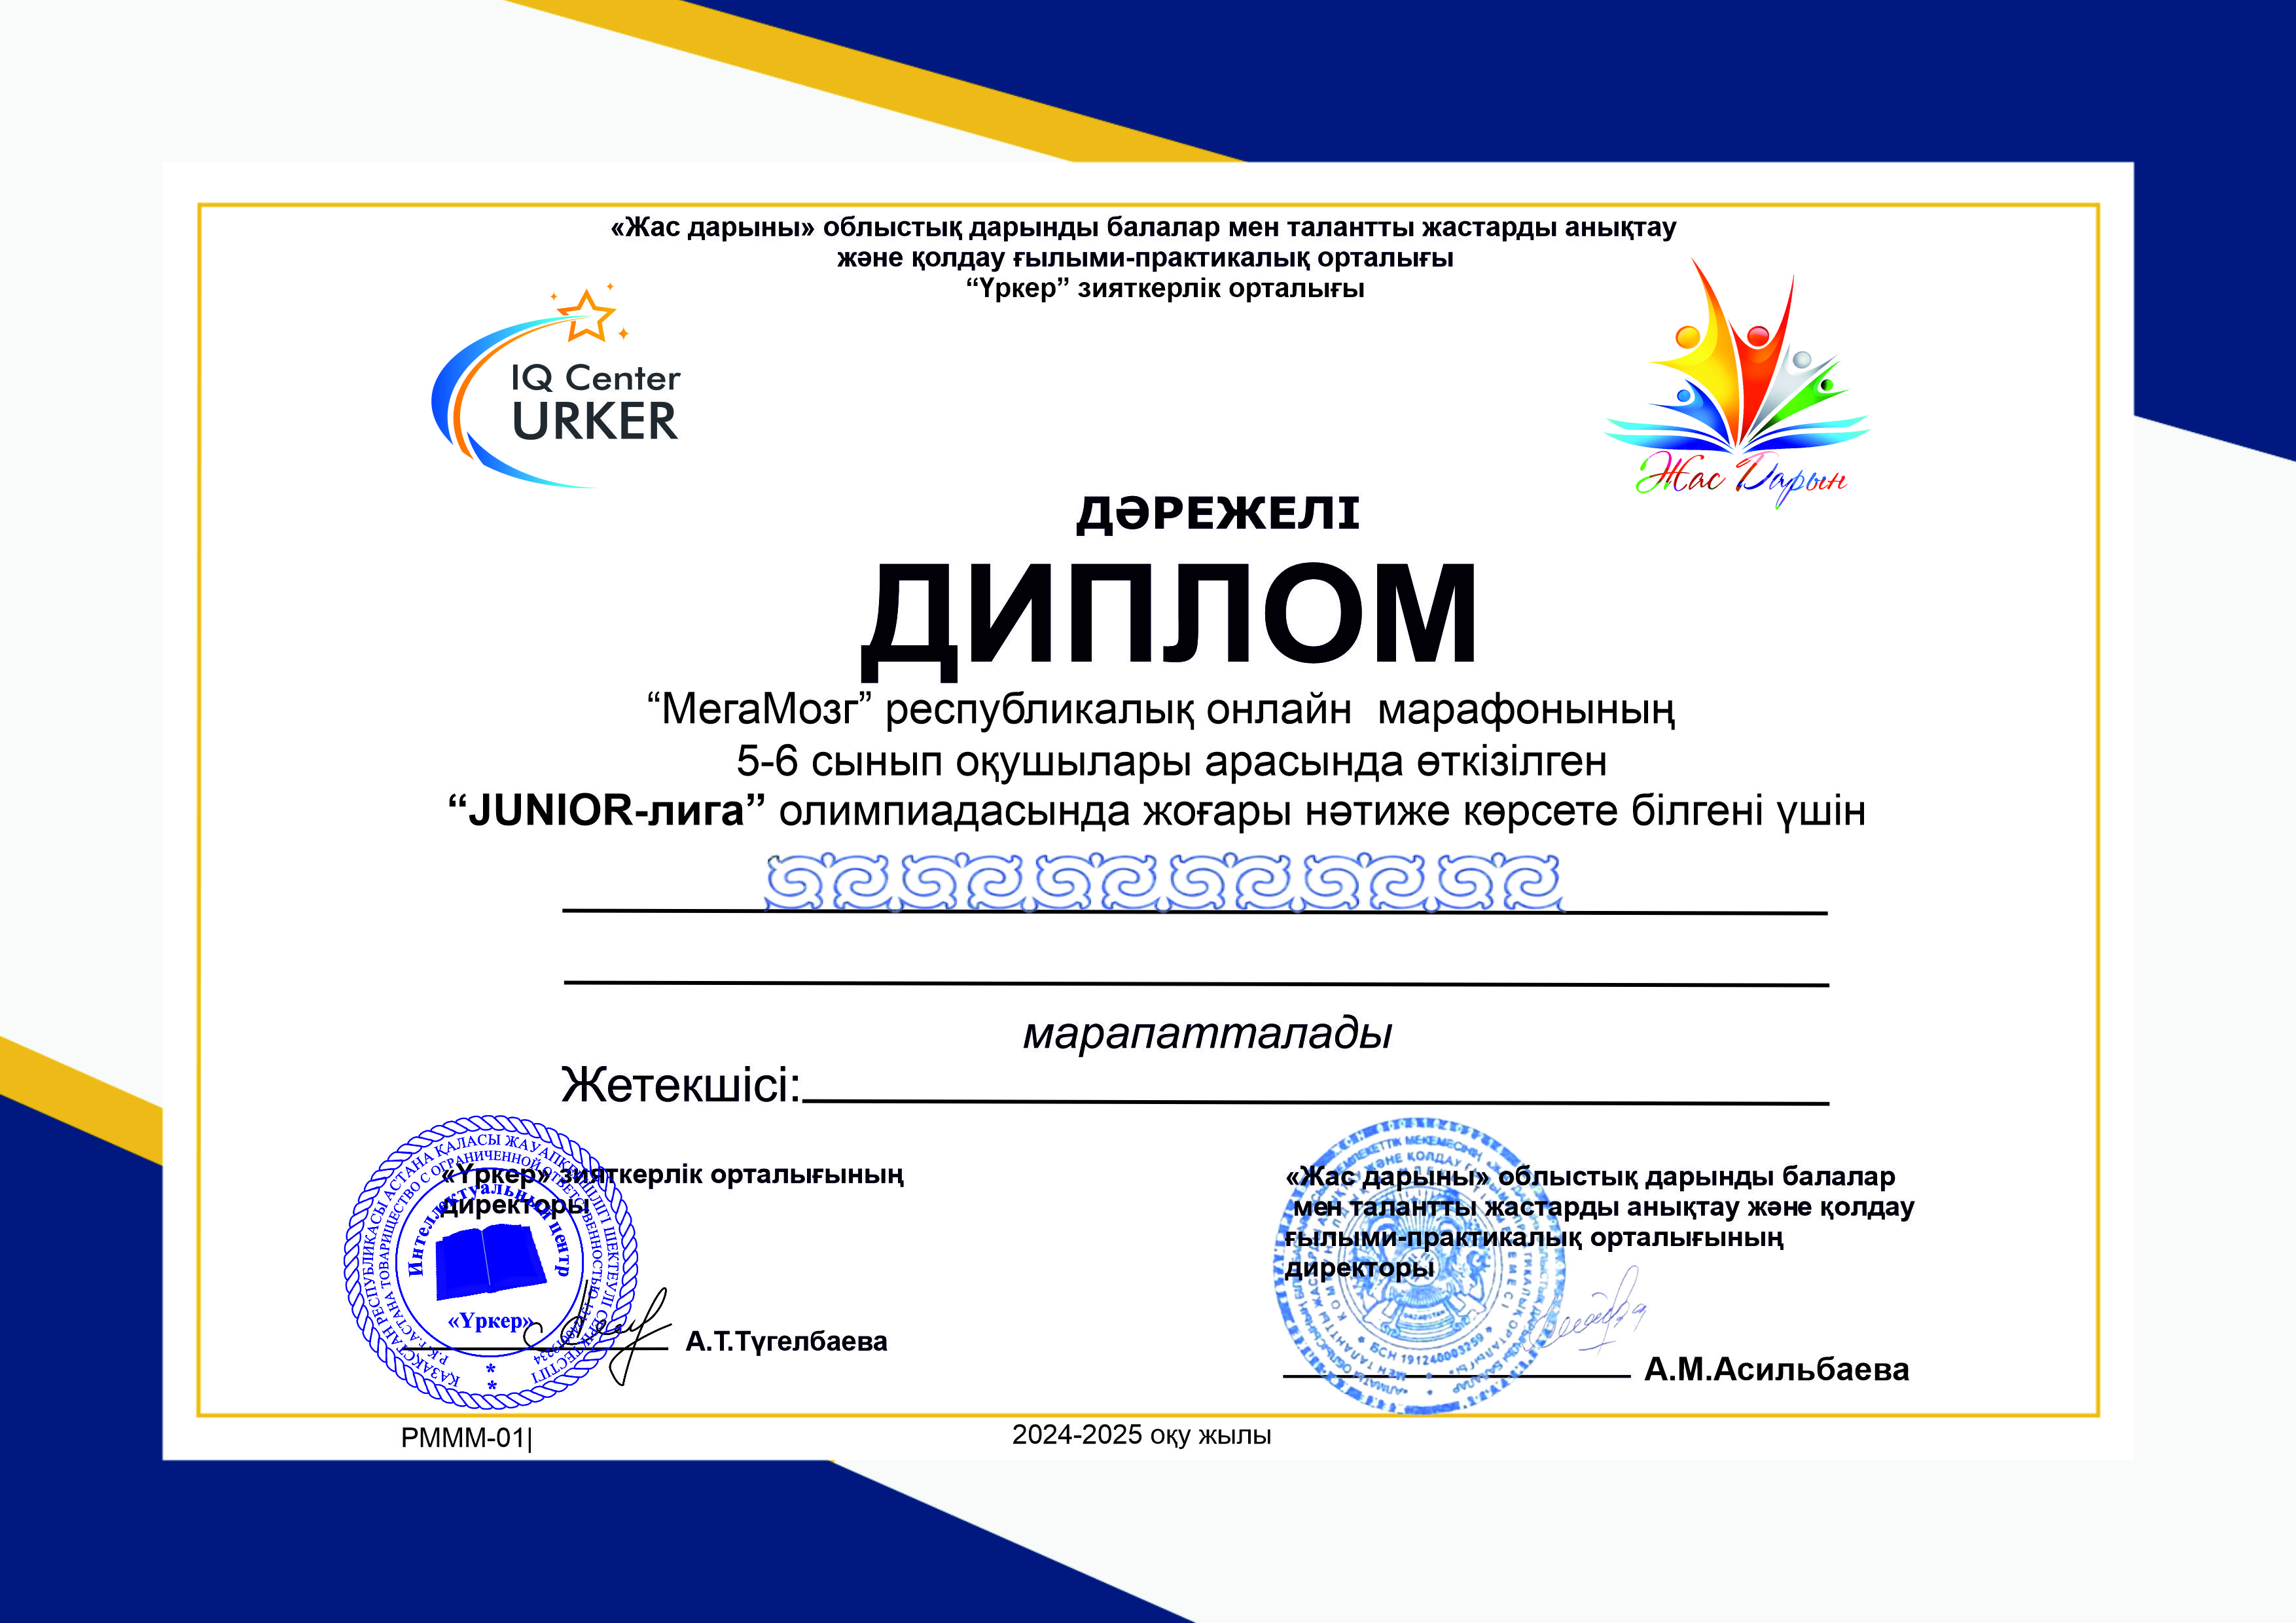 «Жас дарыны» облыстық дарынды балалар мен талантты жастарды анықтау
және қолдау ғылыми-практикалық орталығы
“Үркер” зияткерлік орталығы
IQ Center
URKER
Жас Дарын
ДӘРЕЖЕЛІ
ДИПЛОМ
“МегаМозг” республикалық онлайн марафонының
5-6 сынып оқушылары арасында өткізілген
“JUNIOR-лига” олимпиадасында жоғары нәтиже көрсете білгені үшін
марапатталады
Жетекшісі:
«Үркер» зияткерлік орталығының
директоры
ҚАЗАҚСТАН РЕСПУБЛИКАСЫ АСТАНА ҚАЛАСЫ ЖАУАПКЕРШІЛІГІ ШЕКТЕУЛІ СЕРІКТЕСТІГІ
Р.К. Г.АСТАНА ТОВАРИЩЕСТВО С ОГРАНИЧЕННОЙ ОТВЕТСТВЕННОСТЬЮ
Интеллектуальный центр
«Үркер»
А.Т.Түгелбаева
«Жас дарыны» облыстық дарынды балалар
мен талантты жастарды анықтау және қолдау
ғылыми-практикалық орталығының
директоры
БСН 191240003259
А.М.Асильбаева
РМММ-01|
2024-2025 оқу жылы